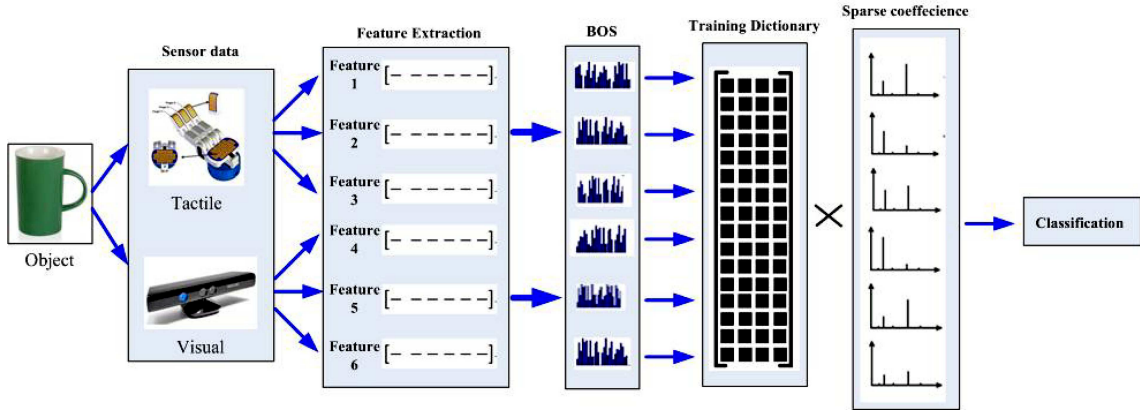 Sparse coeffecience
Sensor data
Feature Extraction
BOS
Training Dictionary
Feature
1
Feature
2
Feature
3
Feature
4
Feature
5
Feature
6
Tactile
Visual
Object
Classification